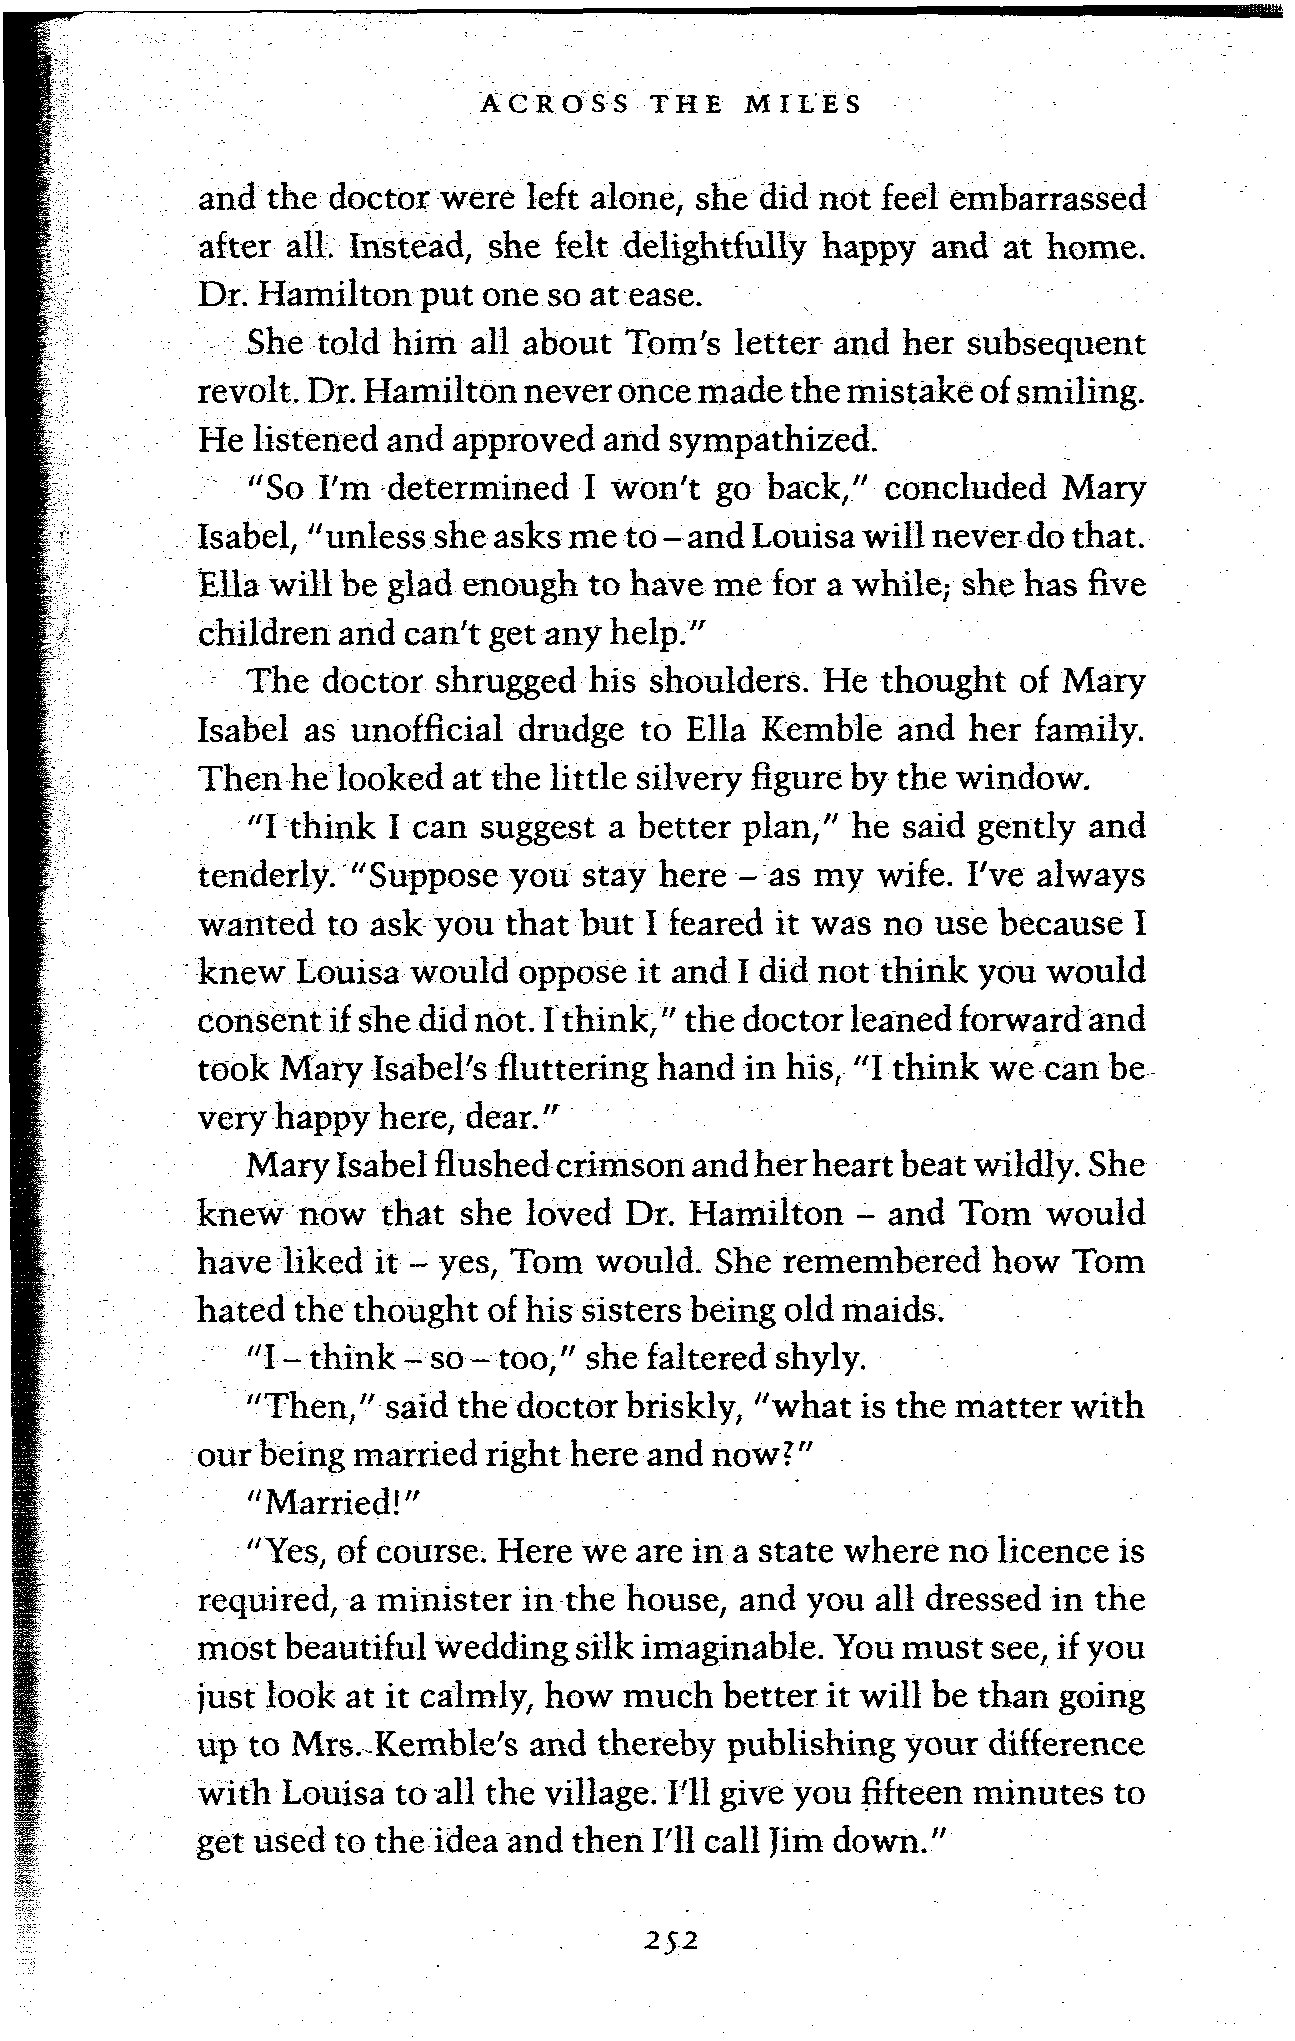 ACROSS THE MILES
and the doctor were left alone, she did not feel embarrassed
after all. Instead, she felt delightfully happy and at home.
Dr. Hamilton put one so at ease.
She told him all about Tom's letter and her subsequent
revolt. Dr. Hamilton never once made the mistake of smiling.
He listened and approved and sympathized.
"So I'm determined I won't go back," concluded Mary
Isabel, "unless she asks me to – and Louisa will never do that.
Ella will be glad enough to have me for a while; she has five
children and can't get any help."
The doctor shrugged his shoulders. He thought of Mary
Isabel as unofficial drudge to Ella Kemble and her family.
Then he looked at the little silvery figure by the window.
"I think I can suggest a better plan," he said gently and
tenderly. "Suppose you stay here – as my wife. I've always
wanted to ask you that but I feared it was no use because I
knew Louisa would oppose it and I did not think you would
consent if she did not. I think," the doctor leaned forward and
took Mary Isabel's fluttering hand in his, "I think we can be
very happy here, dear."
Mary Isabel flushed crimson and her heart beat wildly. She
knew now that she loved Dr. Hamilton – and Tom would
have liked it – yes, Tom would. She remembered how Tom
hated the thought of his sisters being old maids.
"I – think – so – too," she faltered shyly.
"Then," said the doctor briskly, "what is the matter with
our being married right here and now?"
"Married!"
"Yes, of course. Here we are in a state where no licence is
required, a minister in the house, and you all dressed in the
most beautiful wedding silk imaginable. You must see, if you
just look at it calmly, how much better it will be than going
up to Mrs. Kemble's and thereby publishing your difference
with Louisa to all the village. I'll give you fifteen minutes to
get used to the idea and then I'll call Jim down."
252